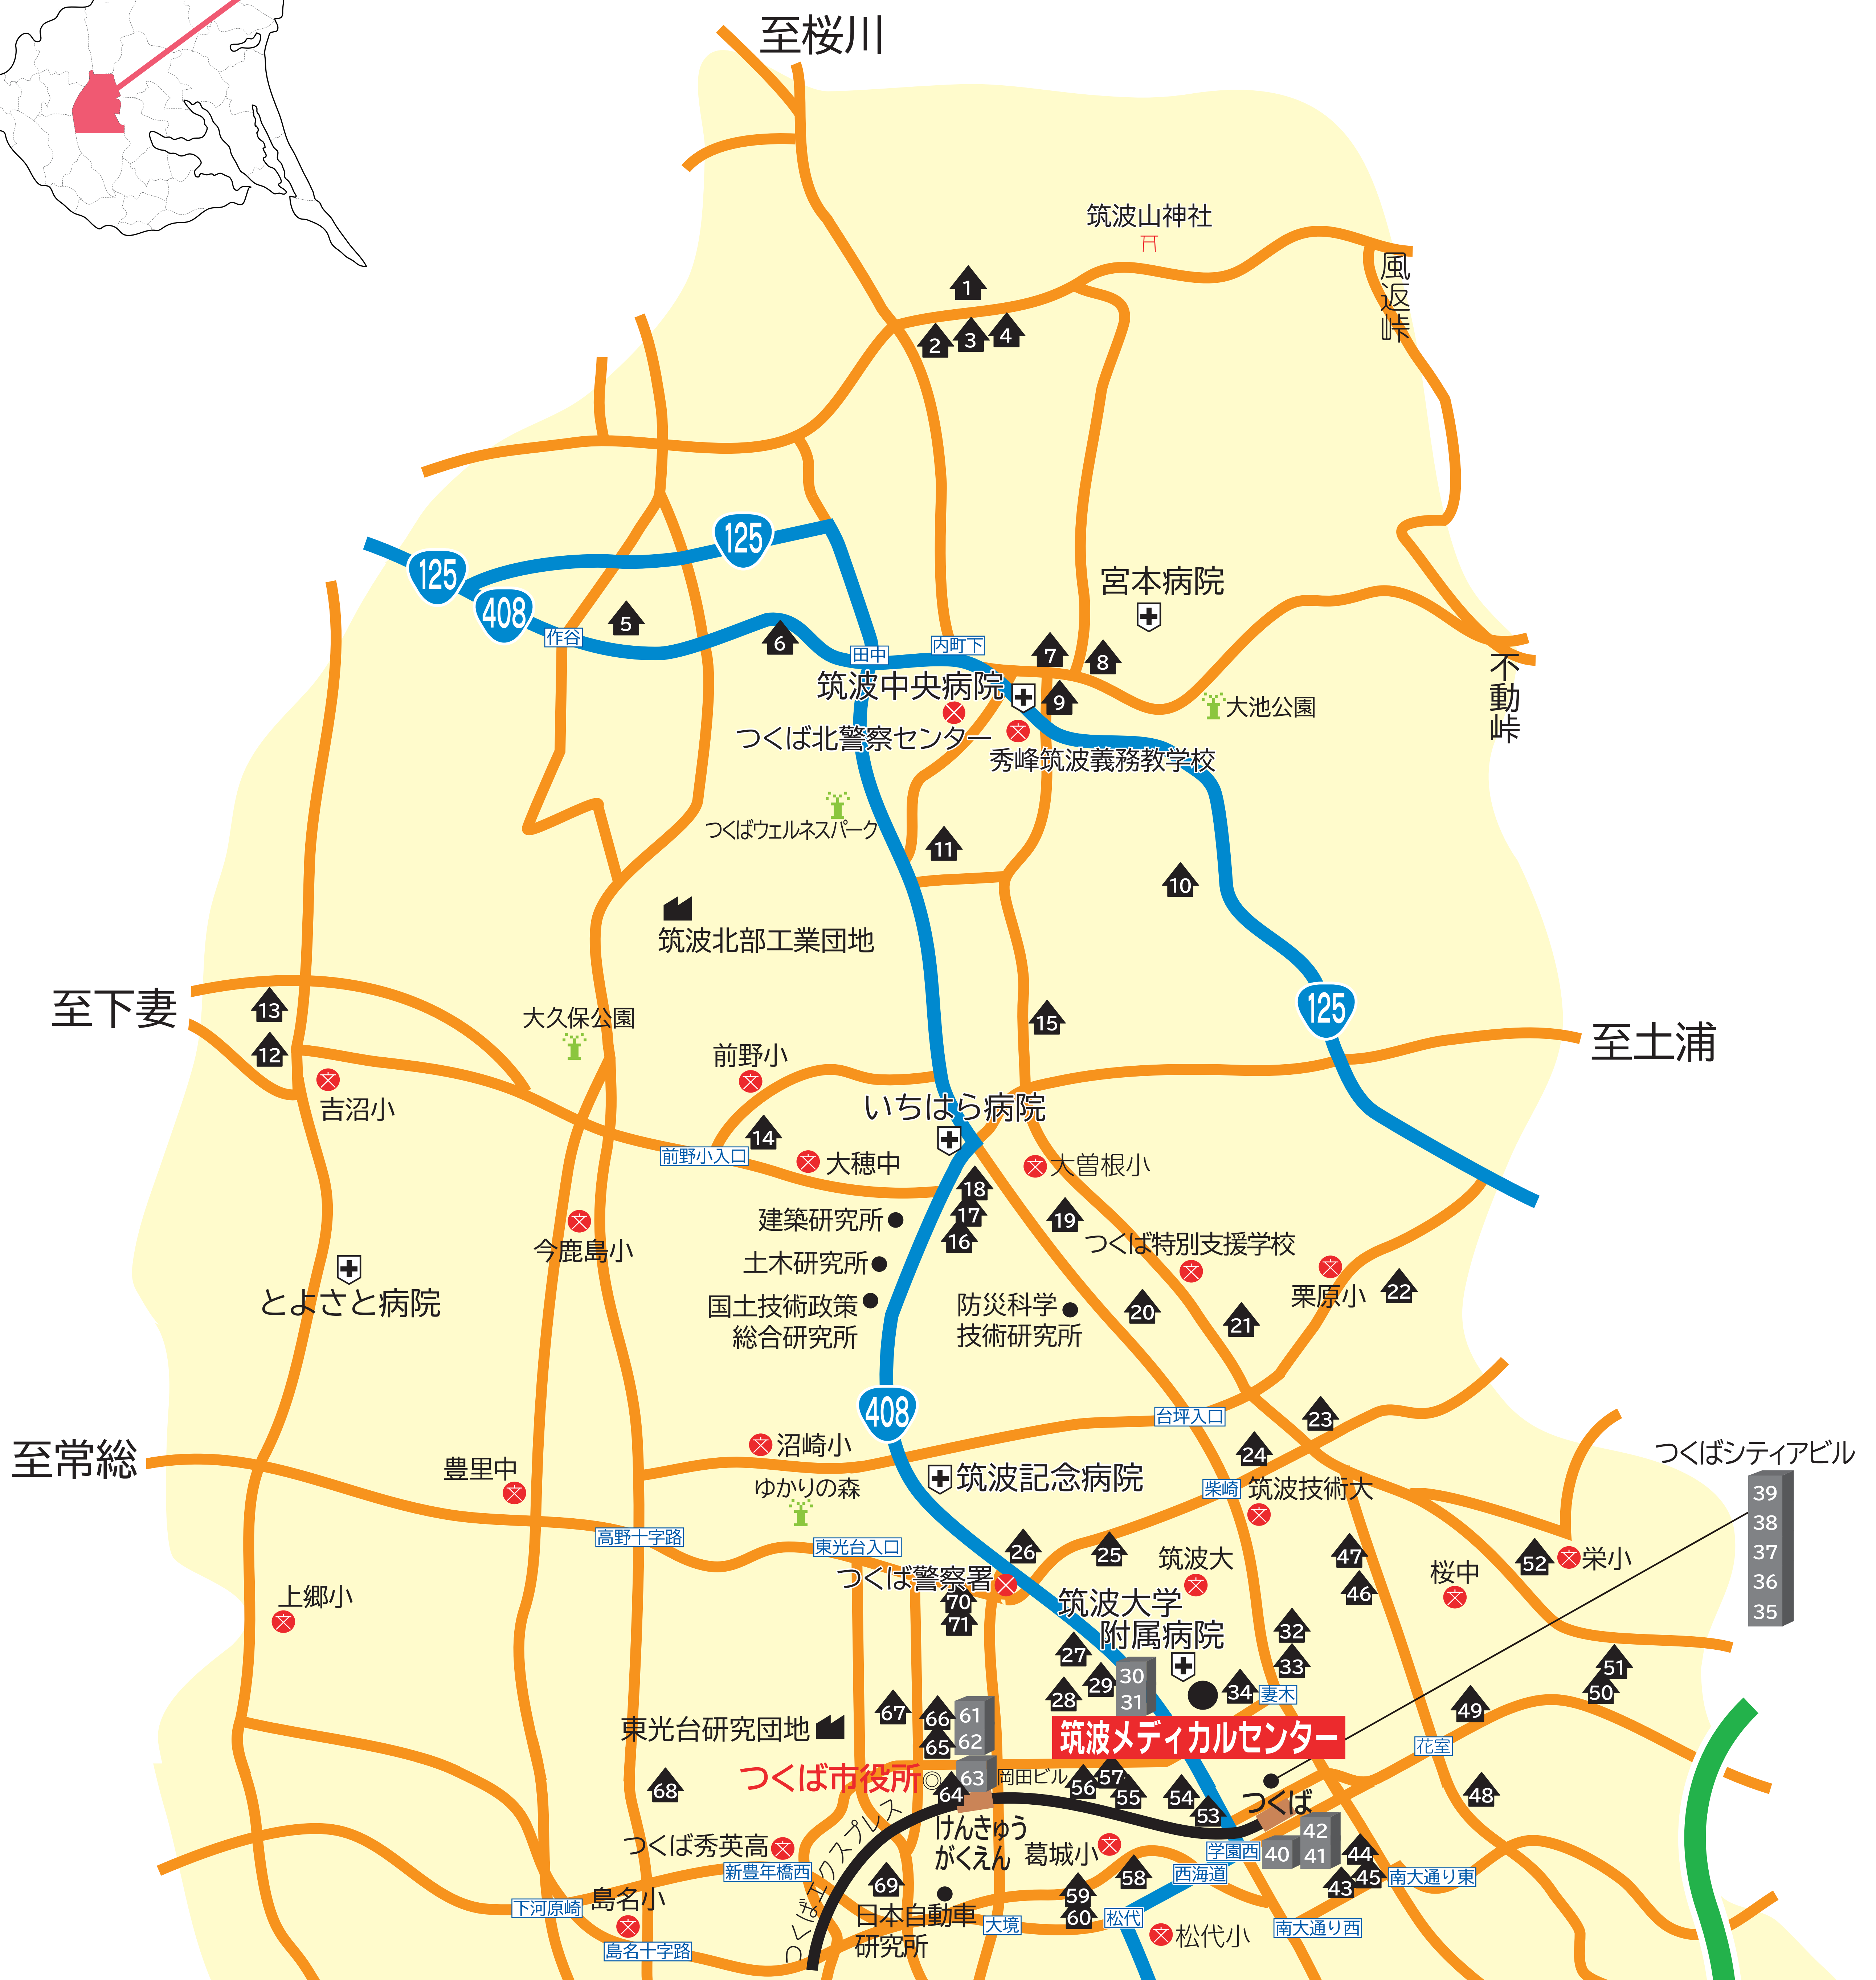 至桜川
筑波山神社
風返峠
1
2
3
4
125
125
408
宮本病院
5
作谷
6
田中
内町下
7
8
不動峠
筑波中央病院
9
大池公園
つくば北警察センター
秀峰筑波義務教学校
つくばウェルネスパーク
11
10
筑波北部工業団地
至下妻
13
大久保公園
15
125
至土浦
12
前野小
吉沼小
いちはら病院
14
前野小入口
大穂中
大曽根小
18
17
16
建築研究所
19
今鹿島小
つくば特別支援学校
土木研究所
とよさと病院
栗原小
22
国土技術政策
総合研究所
防災科学
技術研究所
20
21
408
台坪入口
23
至常総
沼崎小
24
つくばシティアビル
豊里中
筑波記念病院
ゆかりの森
柴崎
筑波技術大
39
38
37
36
35
高野十字路
東光台入口
26
25
筑波大
47
52
栄小
つくば警察署
桜中
46
上郷小
70
71
筑波大学
附属病院
32
27
33
51
50
30
31
29
28
34
妻木
49
67
66
65
61
62
東光台研究団地
筑波メディカルセンター
花室
つくば市役所
63
64
岡田ビル
68
56
57
55
54
53
48
つくば
けんきゅう
がくえん
つくばエクスプレス
つくば秀英高
葛城小
学園西
42
41
40
44
45
43
新豊年橋西
69
58
西海道
南大通り東
島名小
下河原崎
59
60
日本自動車
研究所
大境
松代
松代小
南大通り西
島名十字路